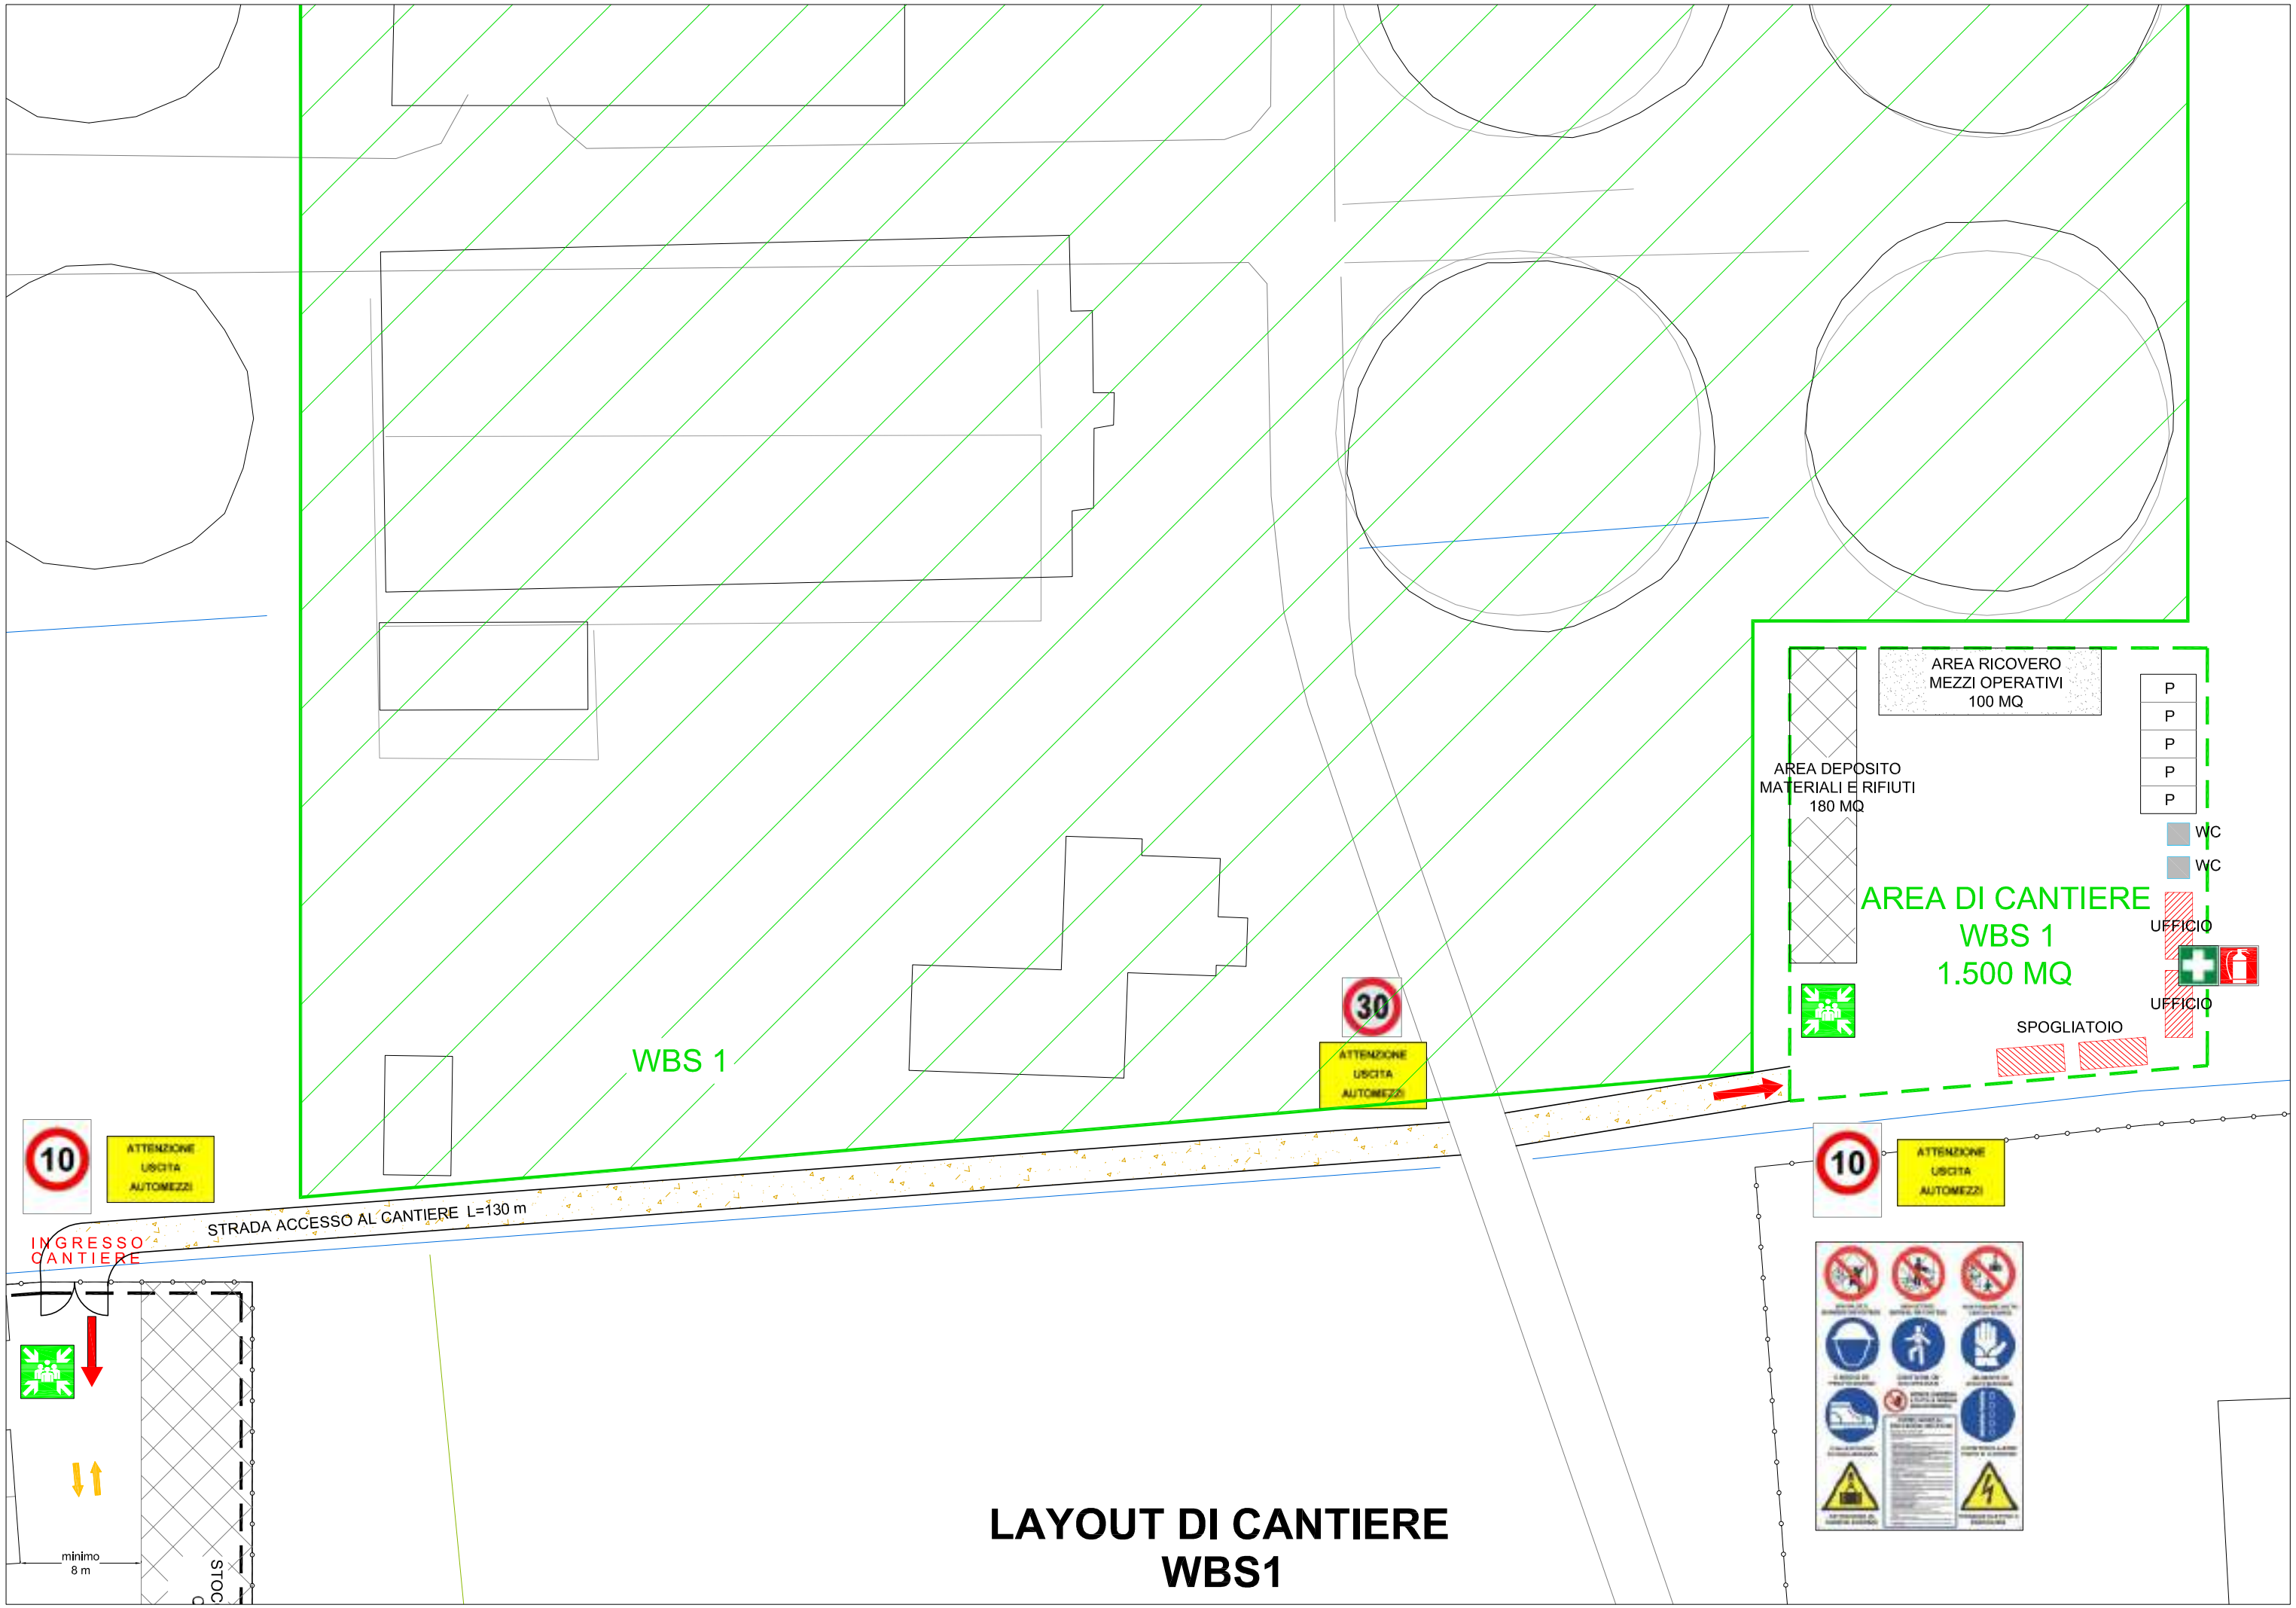 AREA RICOVERO
MEZZI OPERATIVI
100 MQ
P
P
P
P
P
AREA DEPOSITO
MATERIALI E RIFIUTI
180 MQ
WC
WC
AREA DI CANTIERE
WBS 1
1.500 MQ
UFFICIO
UFFICIO
SPOGLIATOIO
WBS 1
30
ATTENZIONE
USCITA
AUTOMEZZI
10
ATTENZIONE
USCITA
AUTOMEZZI
10
ATTENZIONE
USCITA
AUTOMEZZI
STRADA ACCESSO AL CANTIERE L=130 m
INGRESSO
CANTIERE
minimo
8 m
STOC
LAYOUT DI CANTIERE
WBS1